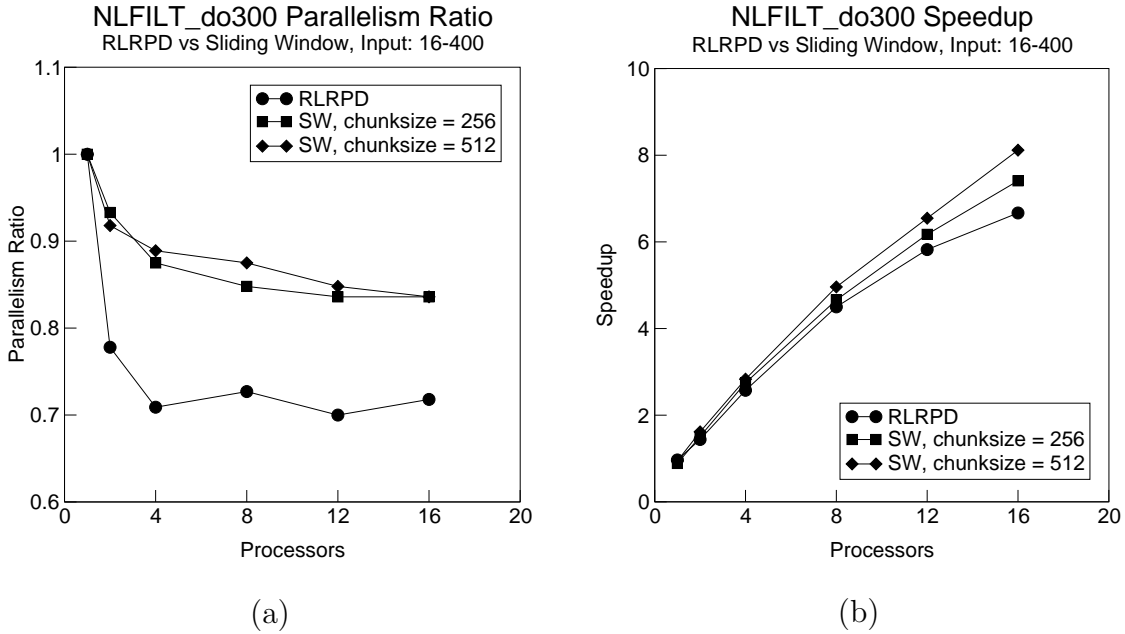 NLFILT_do300 Parallelism Ratio
RLRPD vs Sliding Window, Input: 16-400
1.1
1
0.9
0.8
0.7
0.6
Parallelism Ratio
RLRPD
SW, chunksize = 256
SW, chunksize = 512
0 4 8 12 16 20
Processors
(a)
NLFILT_do300 Speedup
RLRPD vs Sliding Window, Input: 16-400
10
8
6
4
2
0
Speedup
RLRPD
SW, chunksize = 256
SW, chunksize = 512
0 4 8 12 16 20
Processors
(b)